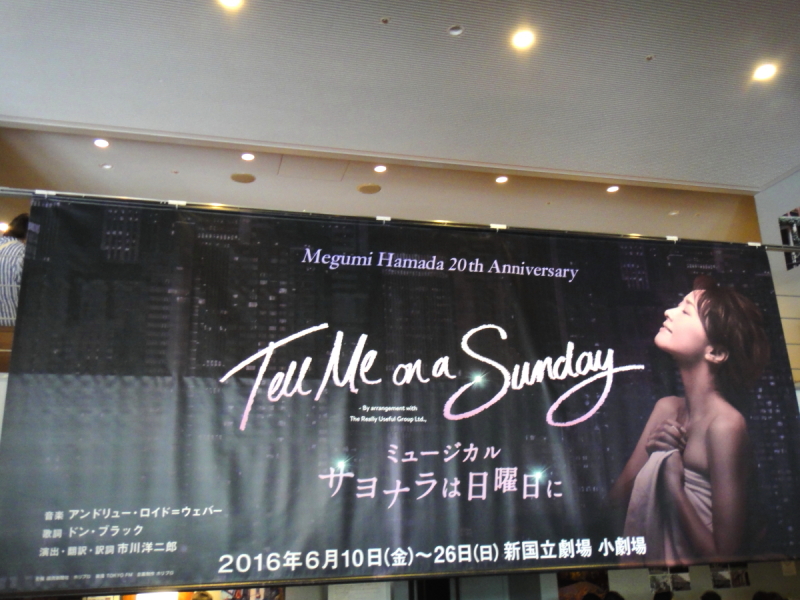 Megumi Hamada 20th Anniversary
Tell Me on a Sunday
- By arrangement with
The Really Useful Group Ltd.,
ミュージカル
サヨナラは日曜日に
音楽 アンドリュー・ロイド=ウェバー
歌詞 ドン・ブラック
演出・翻訳・訳詞 市川洋二郎
2016年6月10日(金)~26日(日) 新国立劇場 小劇場